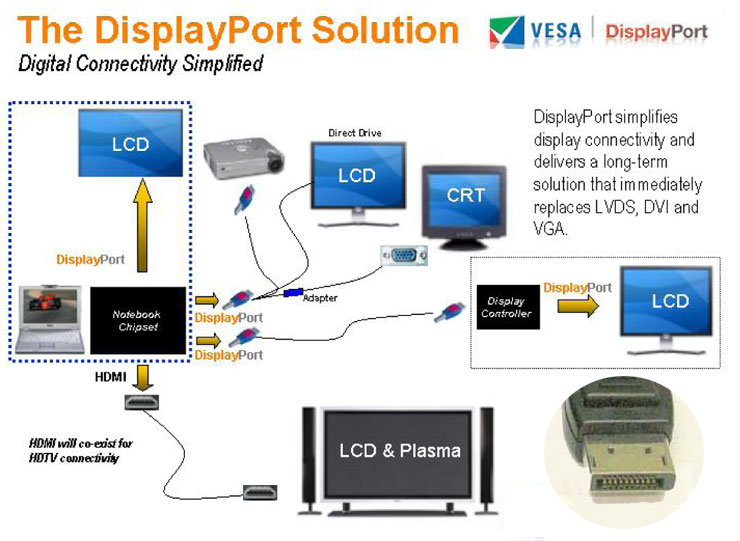 The DisplayPort Solution
VESA | DisplayPort
Digital Connectivity Simplified
DisplayPort simplifies
display connectivity and
delivers a long-term
solution that immediately
replaces LVDS, DVI and
VGA.
LCD
Direct Drive
LCD
CRT
DisplayPort
Notebook
Chipset
DisplayPort
Adapter
DisplayPort
Display
Controller
DisplayPort
LCD
HDMI
HDMI will co-exist for
HDTV connectivity
LCD & Plasma